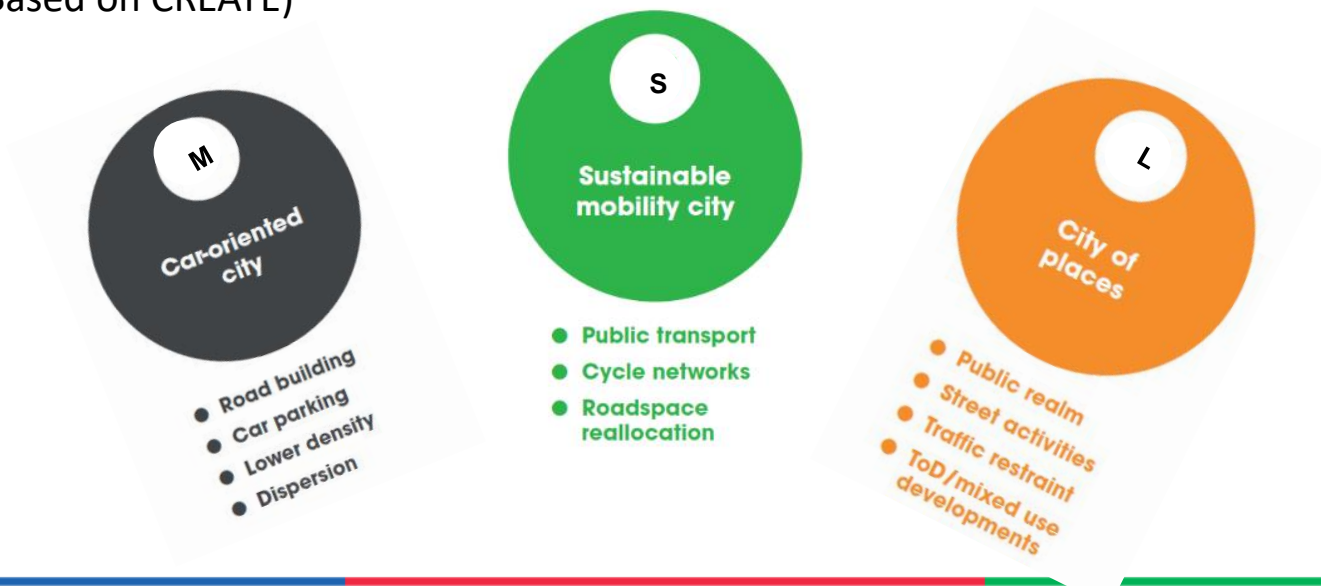 Based on CREATE)
M
Car-oriented
city
● Road building
● Car parking
● Lower density
● Dispersion
S
Sustainable
mobility city
● Public transport
● Cycle networks
● Roadspace
reallocation
L
City of
places
● Public realm
● Street activities
● Traffic restraint
● ToD/mixed use
developments